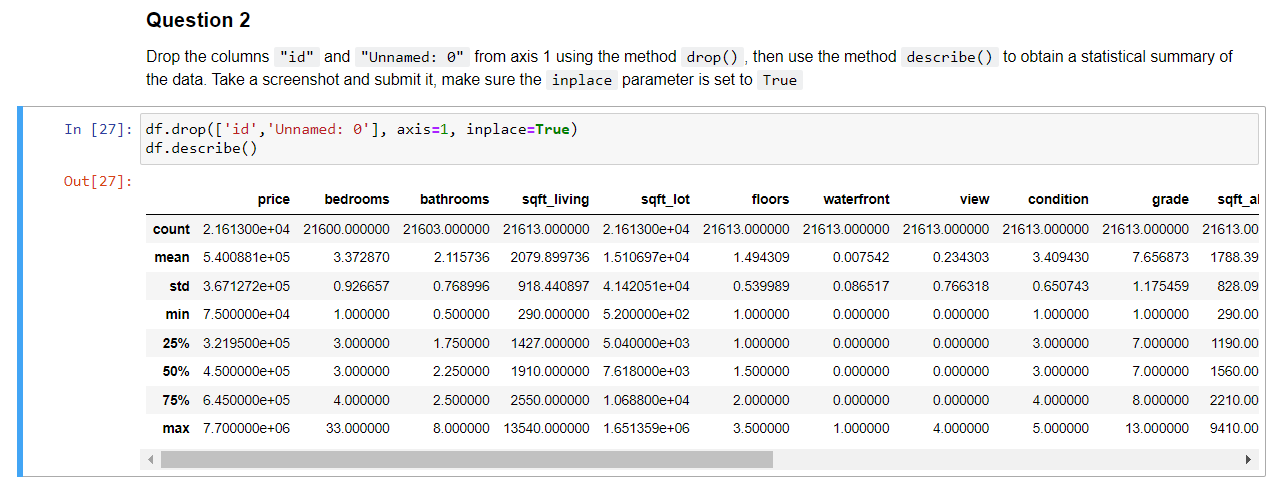 Question 2
Drop the columns "id" and "Unnamed: 0" from axis 1 using the method drop() , then use the method describe() to obtain a statistical summary of
the data. Take a screenshot and submit it, make sure the inplace parameter is set to True
In [27]: df.drop(['id','Unnamed: 0'], axis=1, inplace=True)
df.describe()
Out[27]:
price bedrooms bathrooms sqft_living sqft_lot floors waterfront view condition grade sqft_al
count 2.161300e+04 21600.000000 21603.000000 21613.000000 2.161300e+04 21613.000000 21613.000000 21613.000000 21613.000000 21613.000000 21613.00
mean 5.400881e+05 3.372870 2.115736 2079.899736 1.510697e+04 1.494309 0.007542 0.234303 3.409430 7.656873 1788.39
std 3.671272e+05 0.926657 0.768996 918.440897 4.142051e+04 0.539989 0.086517 0.766318 0.650743 1.175459 828.09
min 7.500000e+04 1.000000 0.500000 290.000000 5.200000e+02 1.000000 0.000000 0.000000 1.000000 1.000000 290.00
25% 3.219500e+05 3.000000 1.750000 1427.000000 5.040000e+03 1.000000 0.000000 0.000000 3.000000 7.000000 1190.00
50% 4.500000e+05 3.000000 2.250000 1910.000000 7.618000e+03 1.500000 0.000000 0.000000 3.000000 7.000000 1560.00
75% 6.450000e+05 4.000000 2.500000 2550.000000 1.068800e+04 2.000000 0.000000 0.000000 4.000000 8.000000 2210.00
max 7.700000e+06 33.000000 8.000000 13540.000000 1.651359e+06 3.500000 1.000000 4.000000 5.000000 13.000000 9410.00